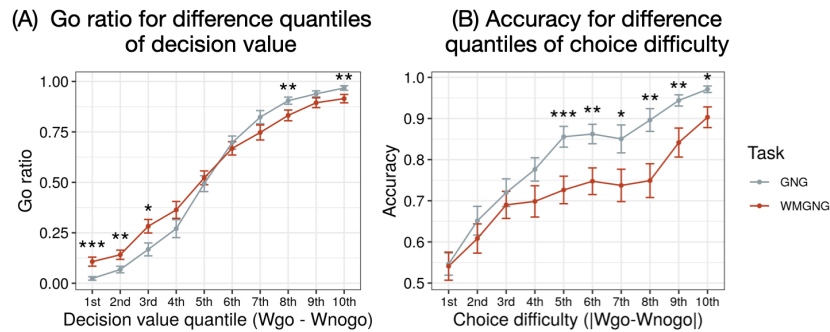 (A) Go ratio for difference quantiles
of decision value
1.00
0.75
0.50
0.25
0.00
Go ratio
***
**
*
**
**
1st 2nd 3rd 4th 5th 6th 7th 8th 9th 10th
Decision value quantile (Wgo - Wnogo)
(B) Accuracy for difference
quantiles of choice difficulty
1.0
0.9
0.8
0.7
0.6
0.5
Accuracy
***
**
*
**
**
*
1st 2nd 3rd 4th 5th 6th 7th 8th 9th 10th
Choice difficulty (|Wgo-Wnogo|)
Task
GNG
WMGNG